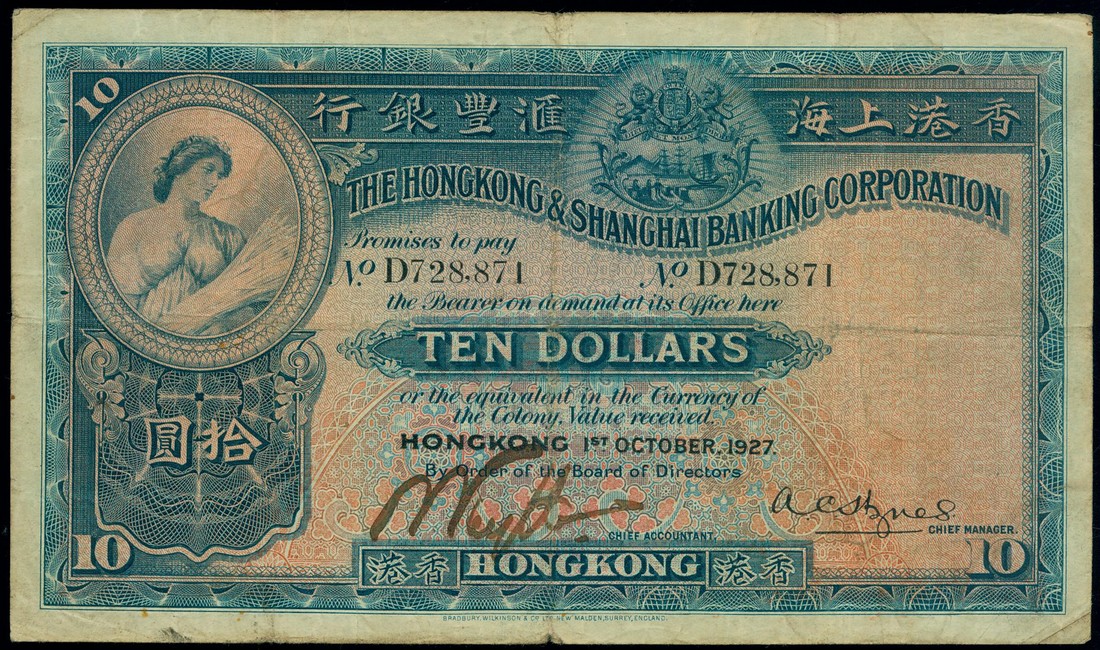 10
行銀豐滙 海上港香
THE HONGKONG & SHANGHAI BANKING CORPORATION
Promises to pay
No D728,871 No D728,871
the Bearer on demand at its Office here
TEN DOLLARS
or the equivalent in the Currency of
the Colony, Value received.
圓拾
HONGKONG 1ST OCTOBER, 1927.
By Order of the Board of Directors
A C Hynes
CHIEF ACCOUNTANT.
CHIEF MANAGER.
10 港香 HONGKONG 港香 10
BRADBURY, WILKINSON & CO LTD. NEW MALDEN, SURREY, ENGLAND.